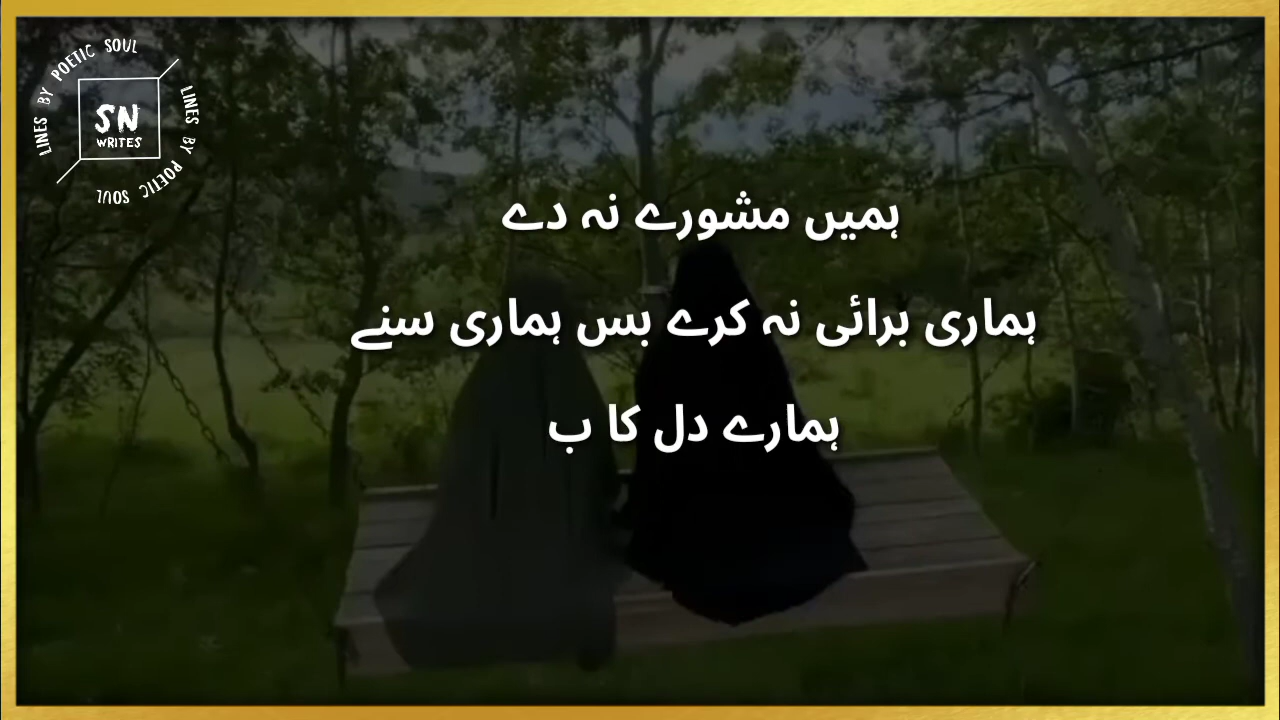 LINES BY POETIC SOUL
LINES BY POETIC SOUL
SN
WRITES
ہمیں مشورے نہ دے
ہماری برائی نہ کرے بس ہماری سنے
ہمارے دل کا ب